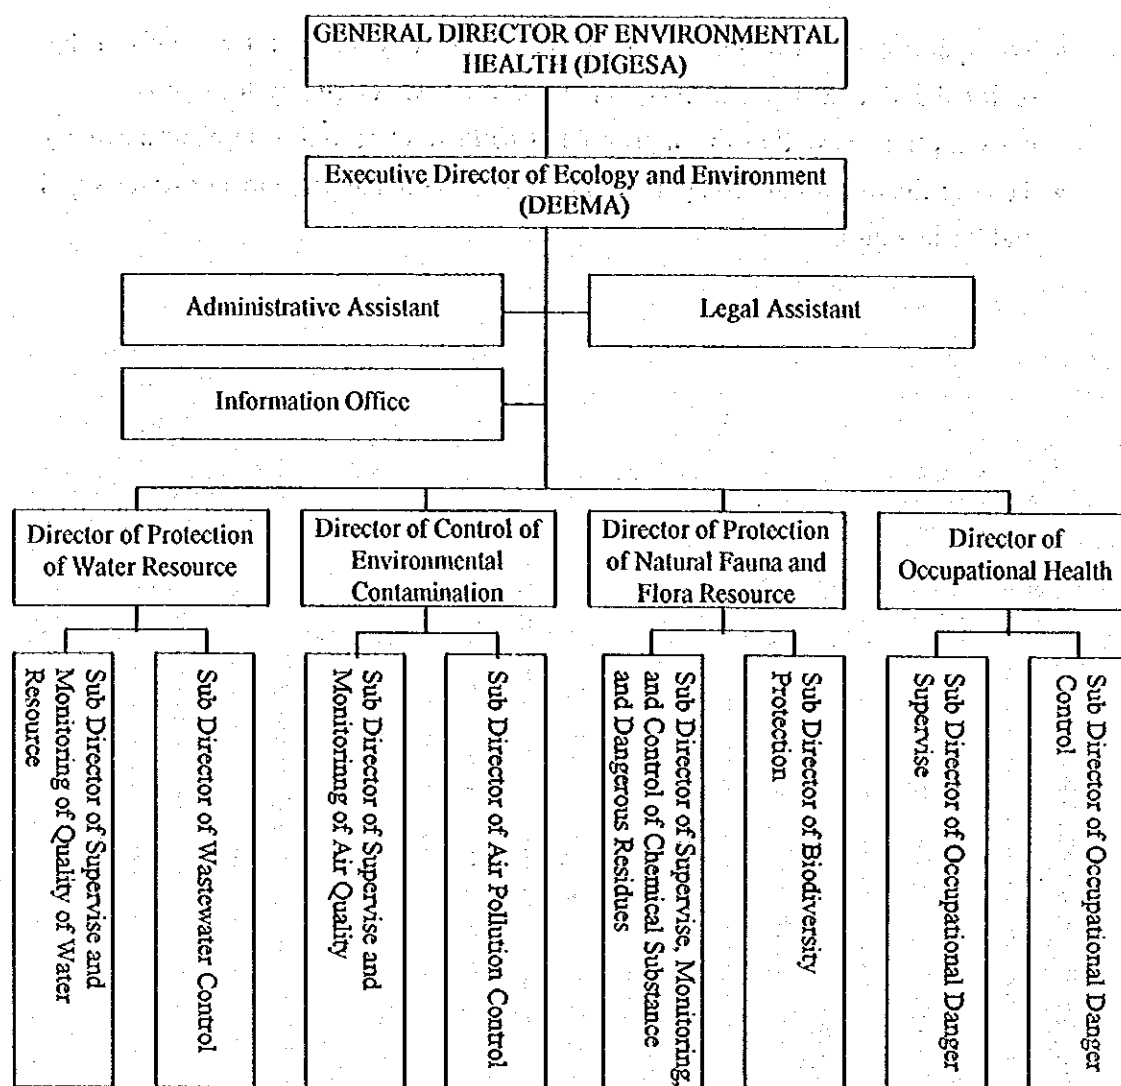 GENERAL DIRECTOR OF ENVIRONMENTAL
HEALTH (DIGESA)
Executive Director of Ecology and Environment
(DEEMA)
Administrative Assistant
Legal Assistant
Information Office
Director of Protection
of Water Resource
Director of Control of
Environmental
Contamination
Director of Protection
of Natural Fauna and
Flora Resource
Director of
Occupational Health
Sub Director of Supervise and
Monitoring of Quality of Water
Resource
Sub Director of Wastewater Control
Sub Director of Supervise and
Monitorinng of Air Quality
Sub Director of Air Pollution Control
Sub Director of Supervise, Monitoring,
and Control of Chemical Substance
and Dangerous Residues
Sub Director of Biodiversity
Protection
Sub Director of Occupational Danger
Supervise
Sub Director of Occupational Danger
Control